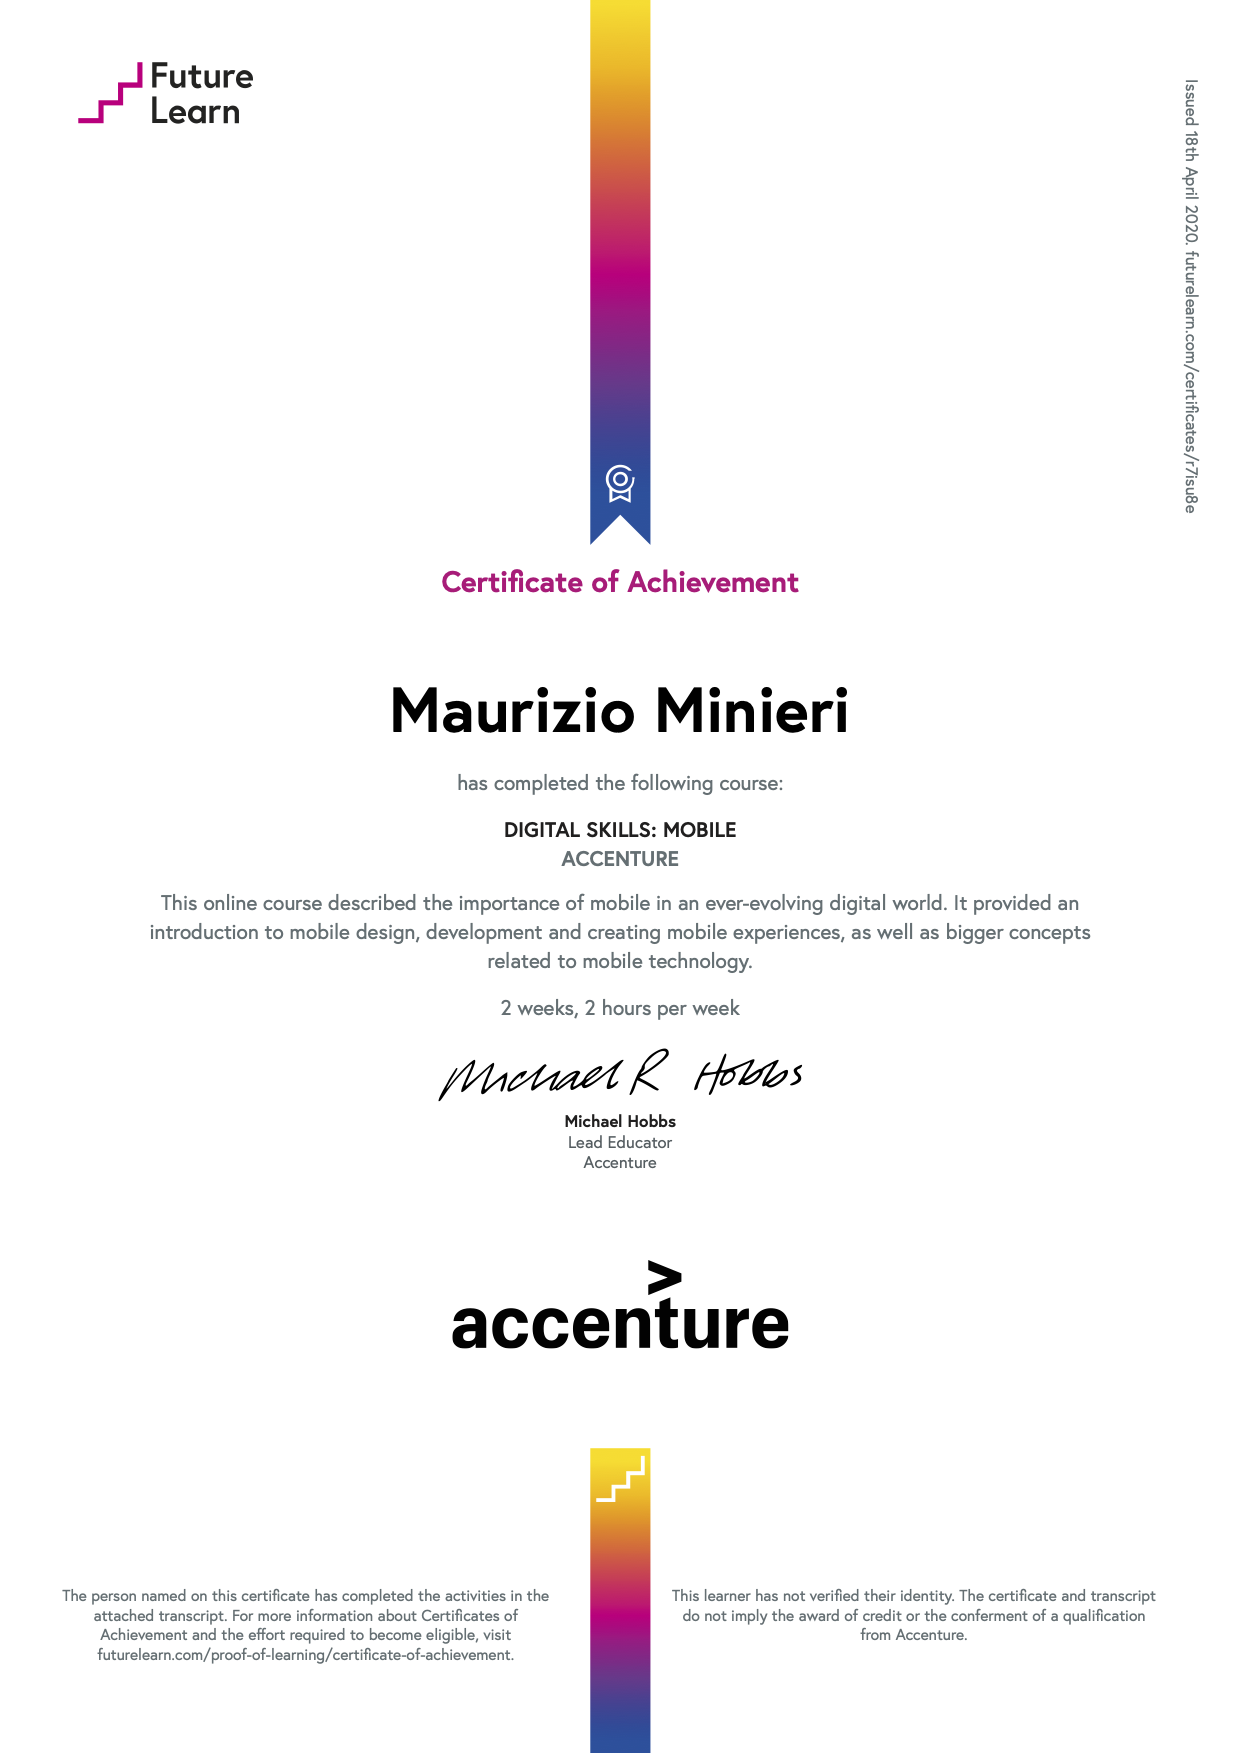 Future
Learn
Issued 18th April 2020. futurelearn.com/certificates/r7isu8e
Certificate of Achievement
Maurizio Minieri
has completed the following course:
DIGITAL SKILLS: MOBILE
ACCENTURE
This online course described the importance of mobile in an ever-evolving digital world. It provided an
introduction to mobile design, development and creating mobile experiences, as well as bigger concepts
related to mobile technology.
2 weeks, 2 hours per week
Michael R Hobbs
Michael Hobbs
Lead Educator
Accenture
accenture
The person named on this certificate has completed the activities in the
attached transcript. For more information about Certificates of
Achievement and the effort required to become eligible, visit
futurelearn.com/proof-of-learning/certificate-of-achievement.
This learner has not verified their identity. The certificate and transcript
do not imply the award of credit or the conferment of a qualification
from Accenture.